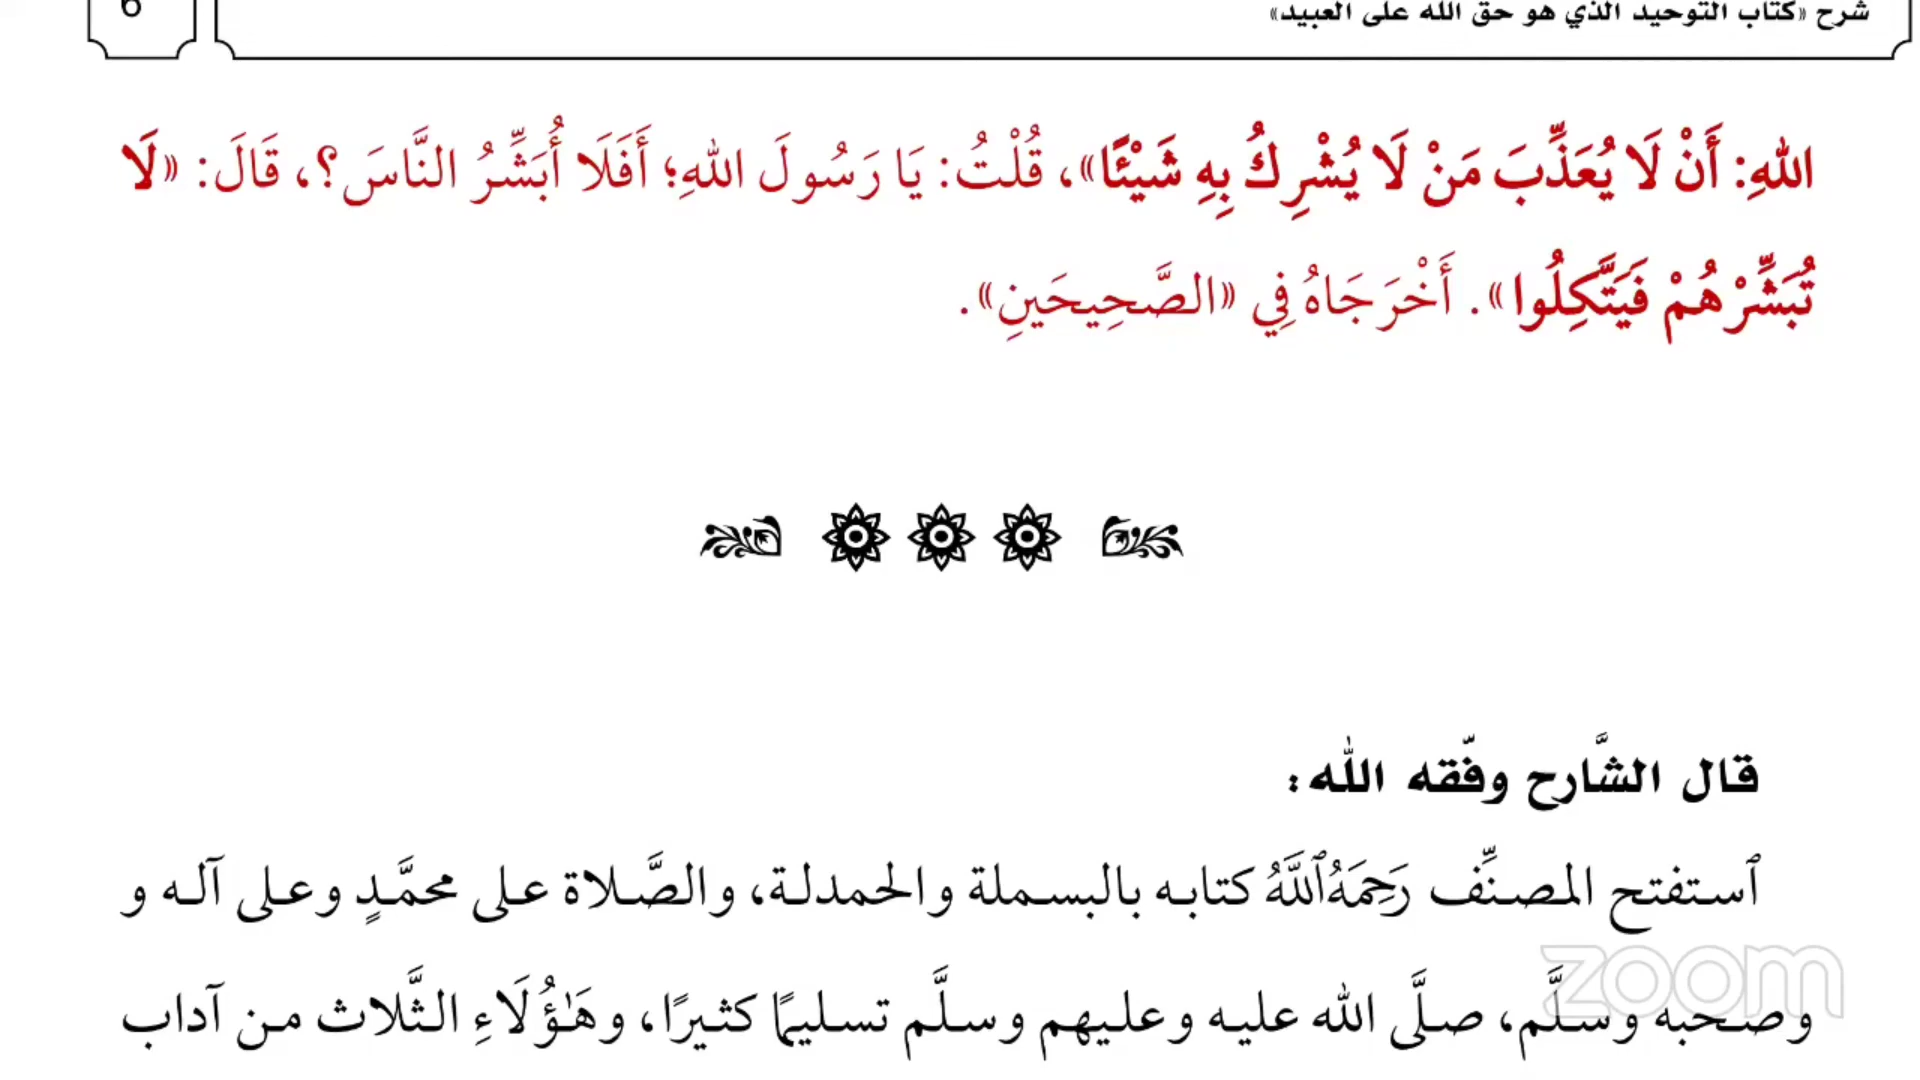 شرح «كتاب التوحيد الذي هو حق الله على العبيد»
6
اللهِ: أَنْ لَا يُعَذِّبَ مَنْ لَا يُشْرِكُ بِهِ شَيْئًا»، قُلْتُ: يَا رَسُولَ اللهِ؛ أَفَلَا أُبَشِّرُ النَّاسَ؟، قَالَ: «لَا
تُبَشِّرْهُمْ فَيَتَّكِلُوا». أَخْرَجَاهُ فِي «الصَّحِيحَينِ».
قال الشَّارح وفّقه الله:
ٱستفتح المصنِّف رَحِمَهُ ٱللَّهُ كتابه بالبسملة والحمدلة، والصَّلاة على محمَّدٍ وعلى آله و
وصحبه وسلَّم، صلَّى الله عليه وعليهم وسلَّم تسليمًا كثيرًا، وهَٰؤُلَاءِ الثَّلاث من آداب
zoom